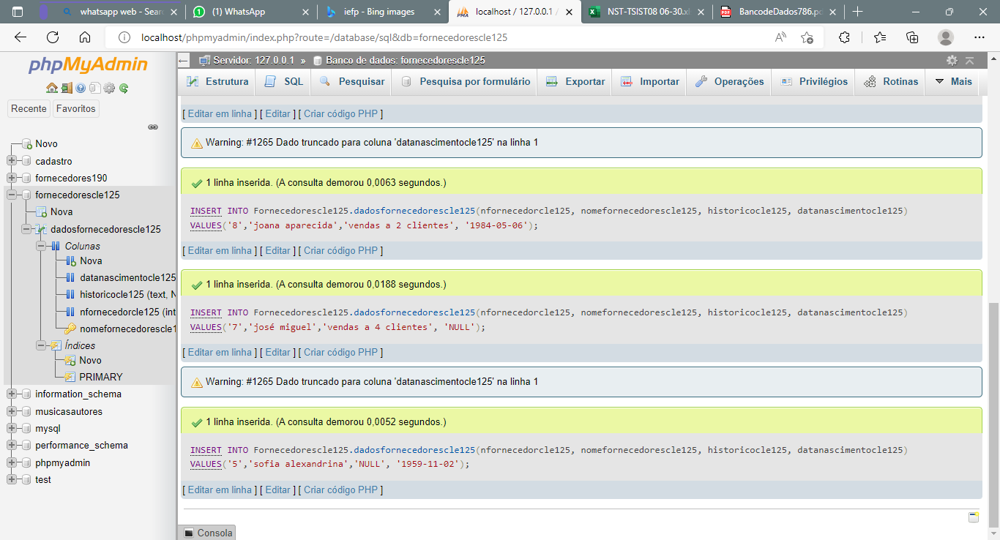 whatsapp web - Sear
(1) WhatsApp
iefp - Bing images
localhost / 127.0.0.1 /
NST-TSIST08 06-30.xl
BancodeDados786.pd
localhost/phpmyadmin/index.php?route=/database/sql&db=fornecedorescle125
phpMyAdmin
Recente
Favoritos
Novo
cadastro
fornecedores190
fornecedorescle125
Nova
dadosfornecedorescle125
Colunas
Nova
datanascimentocle125
historicocle125 (text, N
nfornecedorcle125 (int
nomefornecedorescle1
Índices
Novo
PRIMARY
information_schema
musicasautores
mysql
performance_schema
phpmyadmin
test
Servidor: 127.0.0.1 » Banco de dados: fornecedorescle125
Estrutura SQL Pesquisar Pesquisa por formulário Exportar Importar Operações Privilégios Rotinas Mais
[ Editar em linha ] [ Editar ] [ Criar código PHP ]
Warning: #1265 Dado truncado para coluna 'datanascimentocle125' na linha 1
1 linha inserida. (A consulta demorou 0,0063 segundos.)
INSERT INTO Fornecedorescle125.dadosfornecedorescle125(nfornecedorcle125, nomefornecedorescle125, historicocle125, datanascimentocle125)
VALUES('8','joana aparecida','vendas a 2 clientes', '1984-05-06');
[ Editar em linha ] [ Editar ] [ Criar código PHP ]
1 linha inserida. (A consulta demorou 0,0188 segundos.)
INSERT INTO Fornecedorescle125.dadosfornecedorescle125(nfornecedorcle125, nomefornecedorescle125, historicocle125, datanascimentocle125)
VALUES('7','josé miguel','vendas a 4 clientes', 'NULL');
[ Editar em linha ] [ Editar ] [ Criar código PHP ]
Warning: #1265 Dado truncado para coluna 'datanascimentocle125' na linha 1
1 linha inserida. (A consulta demorou 0,0052 segundos.)
INSERT INTO Fornecedorescle125.dadosfornecedorescle125(nfornecedorcle125, nomefornecedorescle125, historicocle125, datanascimentocle125)
VALUES('5','sofia alexandrina','NULL', '1959-11-02');
[ Editar em linha ] [ Editar ] [ Criar código PHP ]
Consola